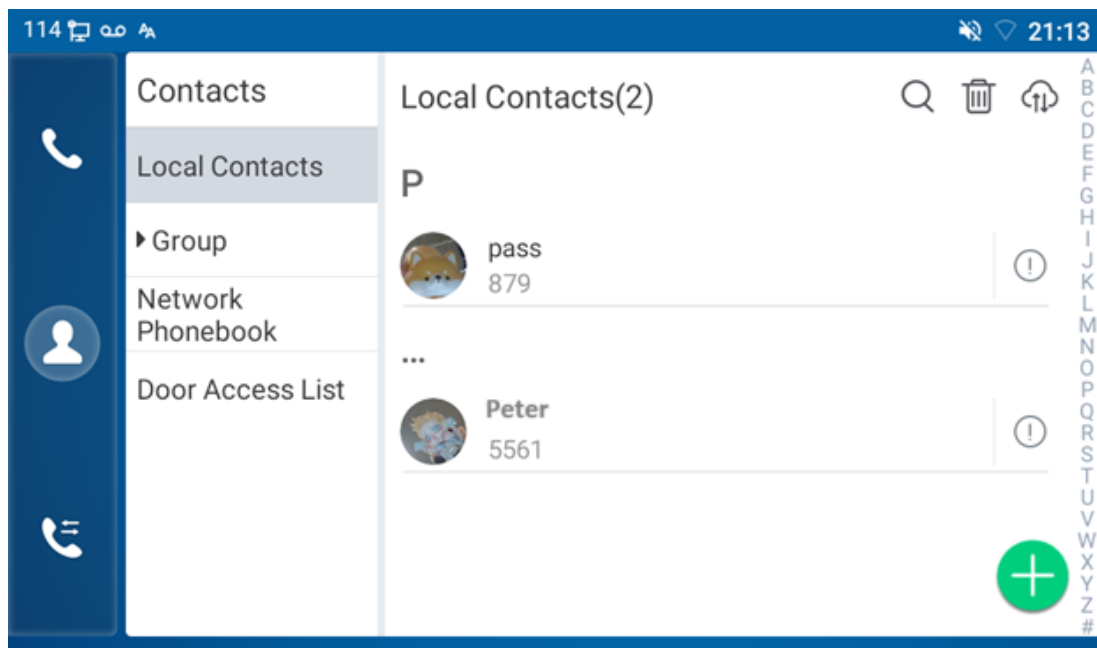 114 21:13
Contacts
Local Contacts
Group
Network
Phonebook
Door Access List
Local Contacts(2)
P
pass
879
...
Peter
5561
A
B
C
D
E
F
G
H
I
J
K
L
M
N
O
P
Q
R
S
T
U
V
W
X
Y
Z
#